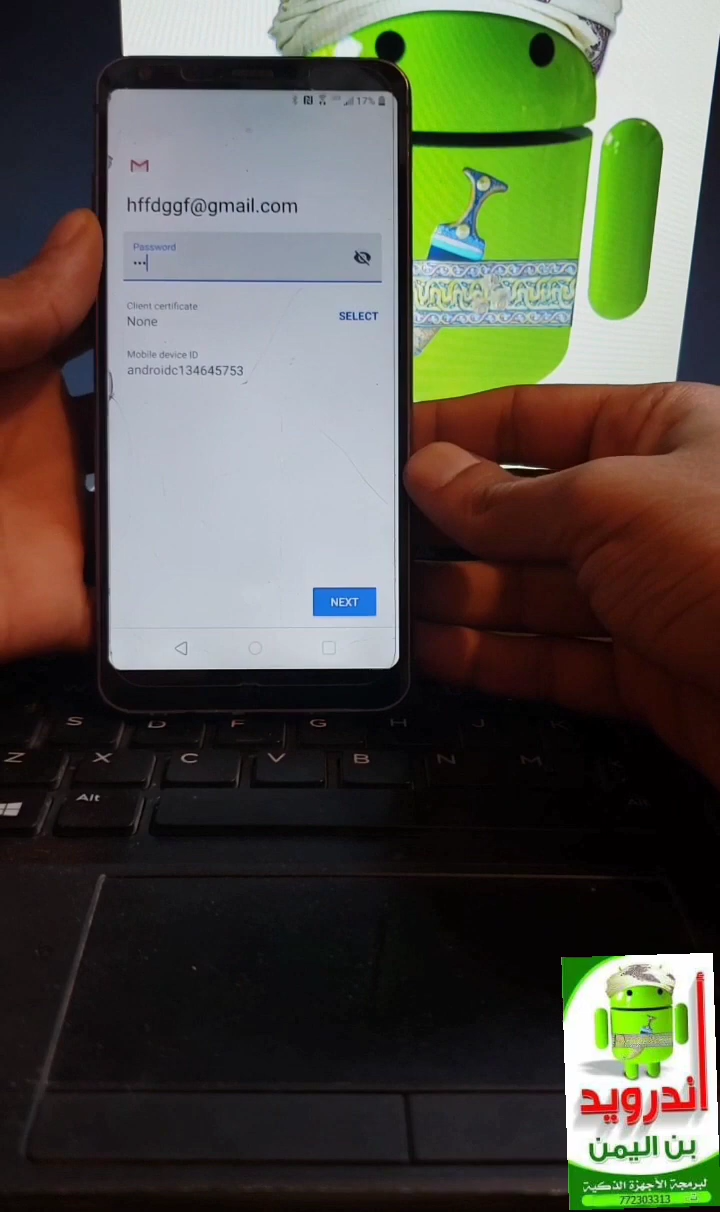 17%
hffdggf@gmail.com
Password
•••
Client certificate
None
SELECT
Mobile device ID
androidc134645753
NEXT
S D F G H J K
Z X C V B N M
Alt
أندرويد
بن اليمن
لبرمجة الأجهزة الذكية
772303313